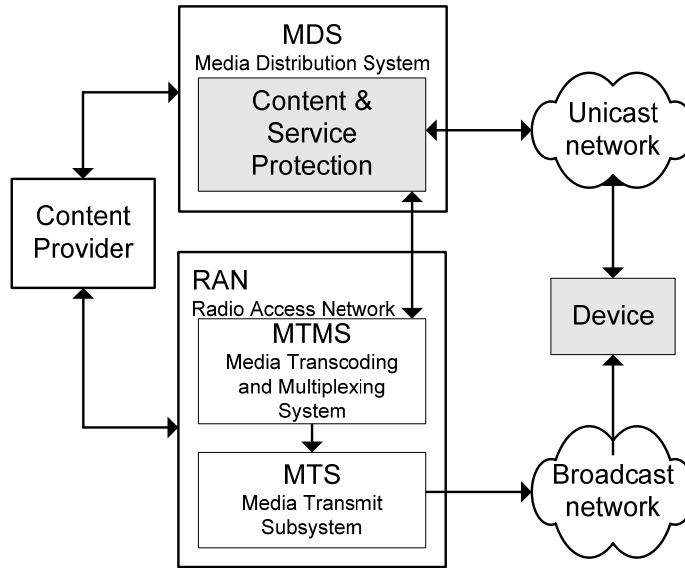 MDS
Media Distribution System
Content &
Service
Protection
Unicast
network
Content
Provider
RAN
Radio Access Network
MTMS
Media Transcoding
and Multiplexing
System
Device
MTS
Media Transmit
Subsystem
Broadcast
network